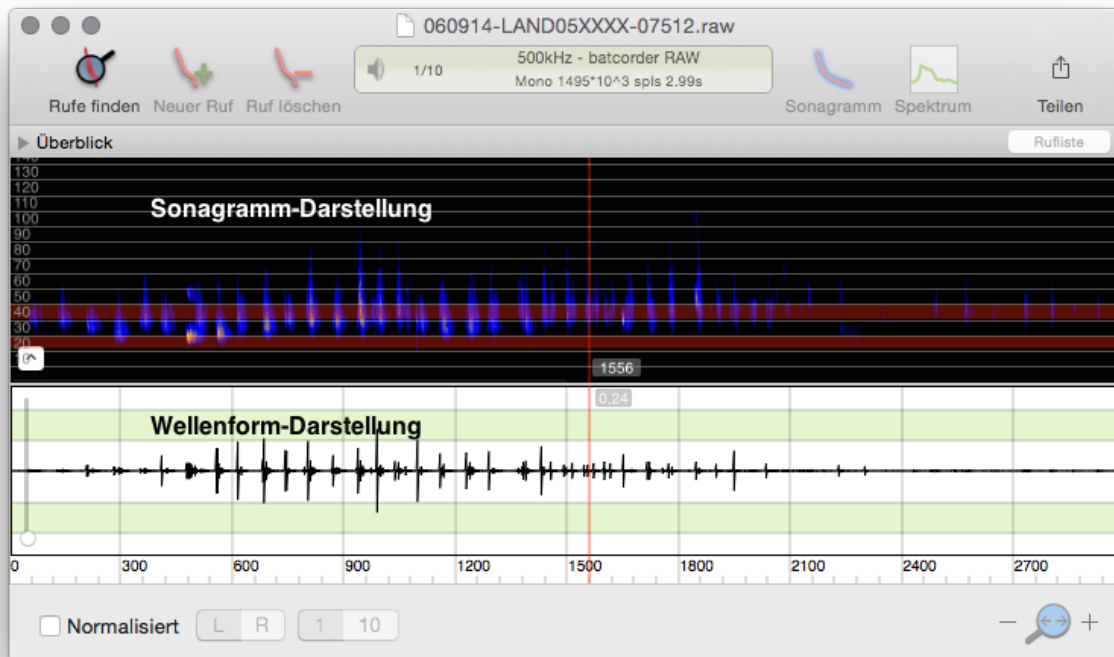 060914-LAND05XXXX-07512.raw
1/10
500kHz - batcorder RAW
Mono 1495*10^3 spls 2.99s
Rufe finden
Neuer Ruf
Ruf löschen
Sonagramm
Spektrum
Teilen
Überblick
Rufliste
140
130
120
110
100
90
80
70
60
50
40
30
20
Sonagramm-Darstellung
1556
0,24
Wellenform-Darstellung
0 300 600 900 1200 1500 1800 2100 2400 2700
Normalisiert
L R
1 10